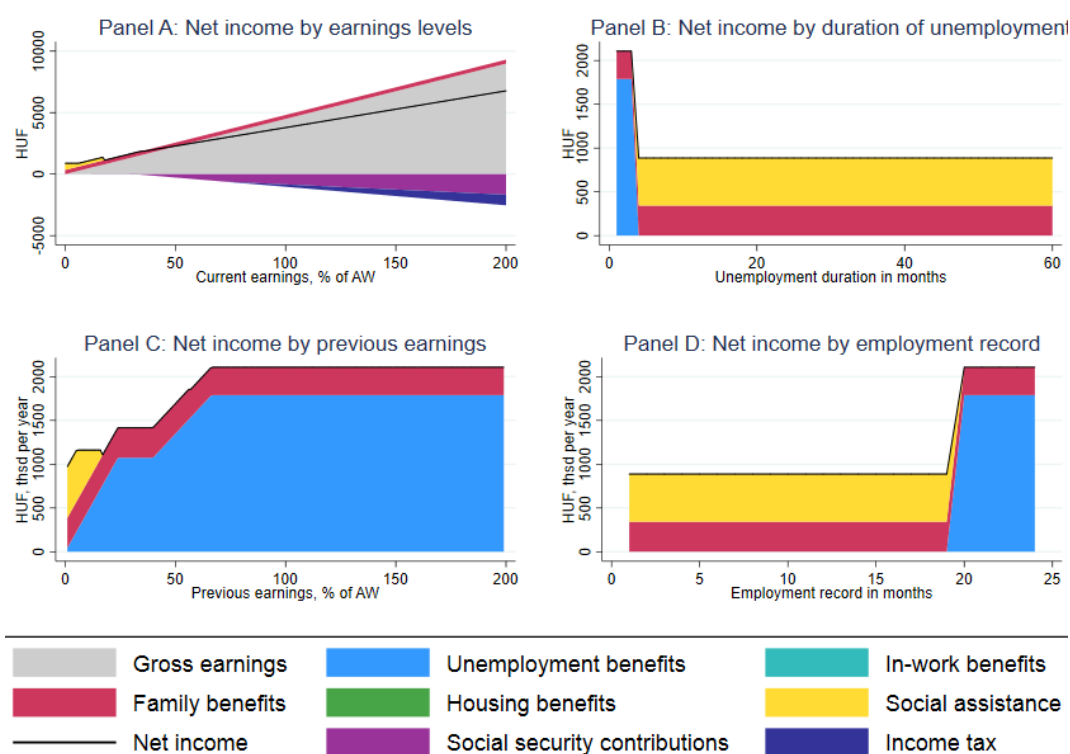 Panel A: Net income by earnings levels
HUF
10000
5000
0
-5000
0 50 100 150 200
Current earnings, % of AW
Panel B: Net income by duration of unemployment
HUF
2000
1500
1000
500
0
0 20 40 60
Unemployment duration in months
Panel C: Net income by previous earnings
HUF, thsd per year
2000
1500
1000
500
0
0 50 100 150 200
Previous earnings, % of AW
Panel D: Net income by employment record
HUF, thsd per year
2000
1500
1000
500
0
0 5 10 15 20 25
Employment record in months
Gross earnings Unemployment benefits In-work benefits
Family benefits Housing benefits Social assistance
Net income Social security contributions Income tax